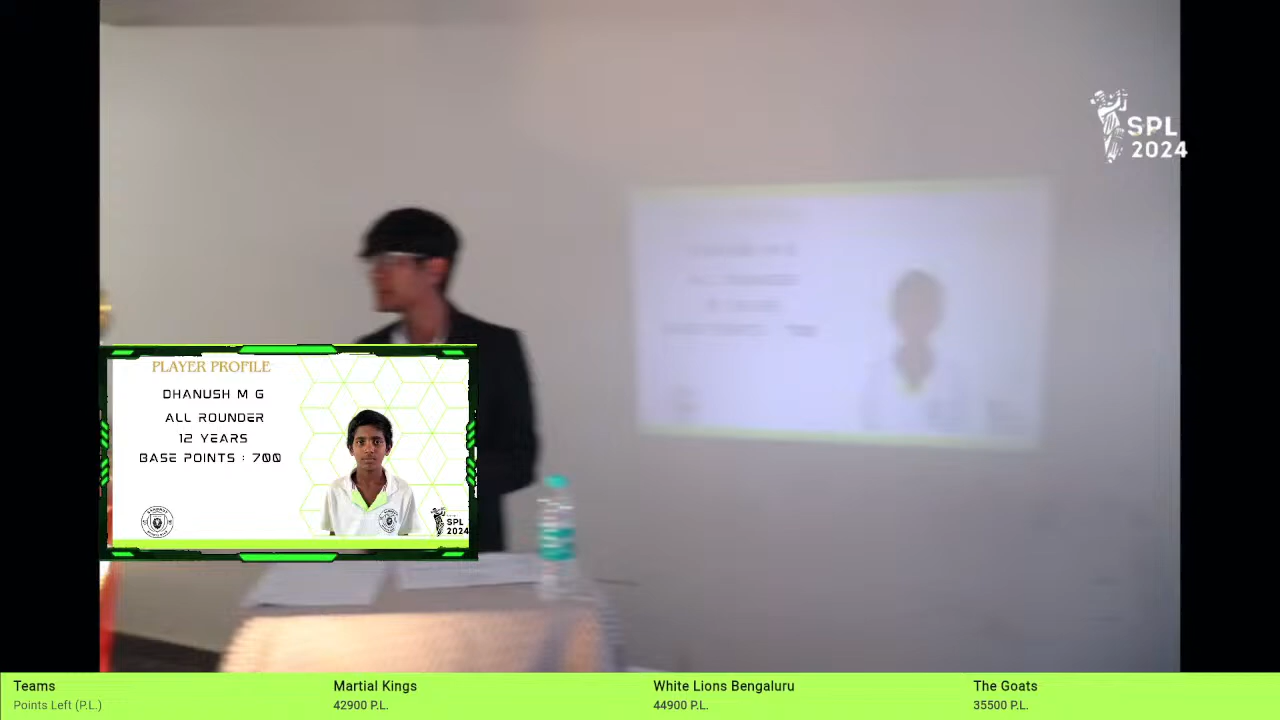 SPL
2024
PLAYER PROFILE
DHANUSH M G
ALL ROUNDER
12 YEARS
BASE POINTS : 700
SPL
2024
Teams
Points Left (P.L.)
Martial Kings
42900 P.L.
White Lions Bengaluru
44900 P.L.
The Goats
35500 P.L.